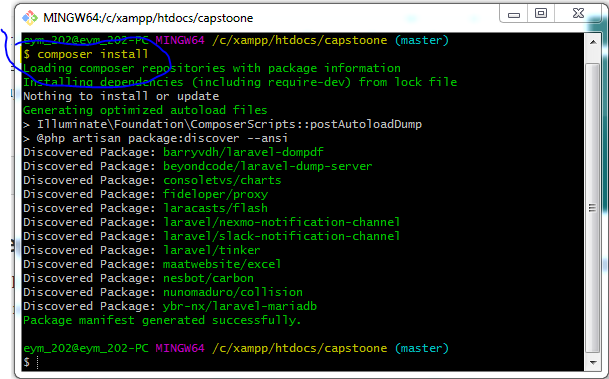 MINGW64:/c/xampp/htdocs/capstoone
eym_202@eym_202-PC MINGW64 /c/xampp/htdocs/capstoone (master)
$ composer install
Loading composer repositories with package information
Installing dependencies (including require-dev) from lock file
Nothing to install or update
Generating optimized autoload files
> Illuminate\Foundation\ComposerScripts::postAutoloadDump
> @php artisan package:discover --ansi
Discovered Package: barryvdh/laravel-dompdf
Discovered Package: beyondcode/laravel-dump-server
Discovered Package: consoletvs/charts
Discovered Package: fideloper/proxy
Discovered Package: laracasts/flash
Discovered Package: laravel/nexmo-notification-channel
Discovered Package: laravel/slack-notification-channel
Discovered Package: laravel/tinker
Discovered Package: maatwebsite/excel
Discovered Package: nesbot/carbon
Discovered Package: nunomaduro/collision
Discovered Package: ybr-nx/laravel-mariadb
Package manifest generated successfully.
eym_202@eym_202-PC MINGW64 /c/xampp/htdocs/capstoone (master)
$